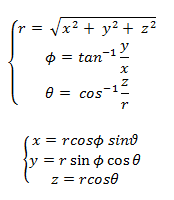 r = √x² + y² + z²
ϕ = tan⁻¹ y/x
θ = cos⁻¹ z/r
x = rcosϕ sinϑ
y = r sin ϕ cos θ
z = rcosθ